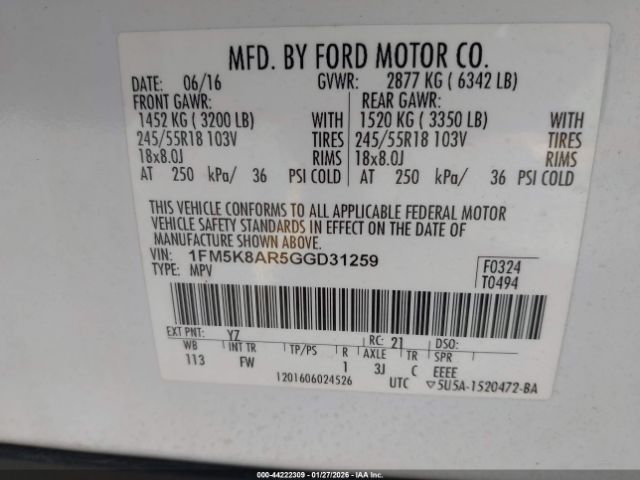 MFD. BY FORD MOTOR CO.
DATE: 06/16 GVWR: 2877 KG ( 6342 LB)
FRONT GAWR: REAR GAWR:
1452 KG ( 3200 LB) WITH 1520 KG ( 3350 LB) WITH
245/55R18 103V TIRES 245/55R18 103V TIRES
18x8.0J RIMS 18x8.0J RIMS
AT 250 kPa/ 36 PSI COLD AT 250 kPa/ 36 PSI COLD
THIS VEHICLE CONFORMS TO ALL APPLICABLE FEDERAL MOTOR
VEHICLE SAFETY STANDARDS IN EFFECT ON THE DATE OF
MANUFACTURE SHOWN ABOVE.
VIN: 1FM5K8AR5GGD31259 F0324
TYPE: MPV T0494
EXT PNT: YZ RC: 21 DSO:
WB INT TR TP/PS R AXLE TR SPR
113 FW 1 3J C EEEE
1201606024526 UTC ▽5U5A-1520472-BA
000-44222309 | 01/27/2026 - Copyright © IAA